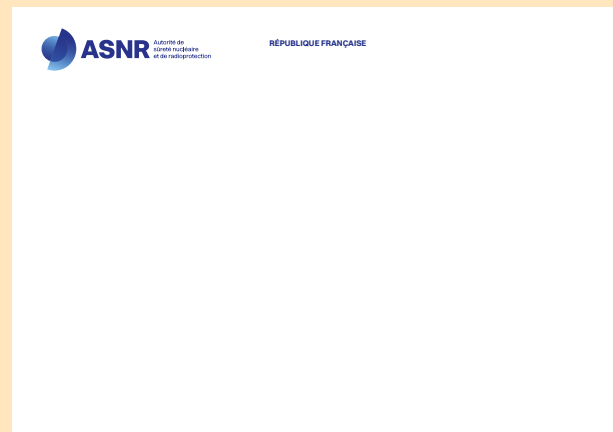 ASNR
Autorité de
sûreté nucléaire
et de radioprotection
RÉPUBLIQUE FRANÇAISE